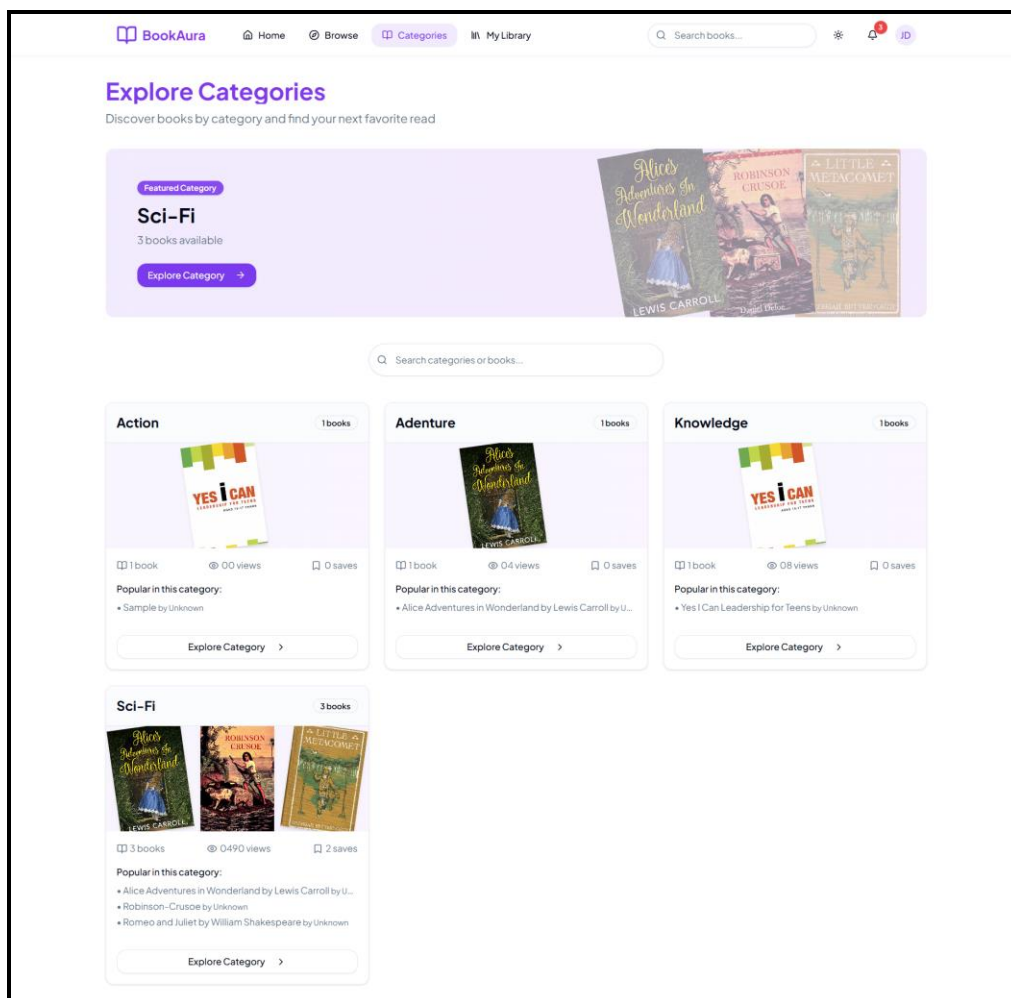 BookAura Home Browse Categories My Library Search books... 3 JD
Explore Categories
Discover books by category and find your next favorite read
Featured Category
Sci-Fi
3 books available
Explore Category
Alice's
Adventures In
Wonderland
LEWIS CARROLL
ROBINSON
CRUSOE
Daniel Defoe
A LITTLE
METACOMET
Search categories or books...
Action 1 books
YES i CAN
LEADERSHIP FOR TEENS
1 book 00 views 0 saves
Popular in this category:
• Sample by Unknown
Explore Category
Adenture 1 books
Alice's
Adventures In
Wonderland
LEWIS CARROLL
1 book 04 views 0 saves
Popular in this category:
• Alice Adventures in Wonderland by Lewis Carroll by U...
Explore Category
Knowledge 1 books
YES i CAN
LEADERSHIP FOR TEENS
1 book 08 views 0 saves
Popular in this category:
• Yes I Can Leadership for Teens by Unknown
Explore Category
Sci-Fi 3 books
Alice's
Adventures In
Wonderland
LEWIS CARROLL
ROBINSON
CRUSOE
A LITTLE
METACOMET
3 books 0490 views 2 saves
Popular in this category:
• Alice Adventures in Wonderland by Lewis Carroll by U...
• Robinson-Crusoe by Unknown
• Romeo and Juliet by William Shakespeare by Unknown
Explore Category